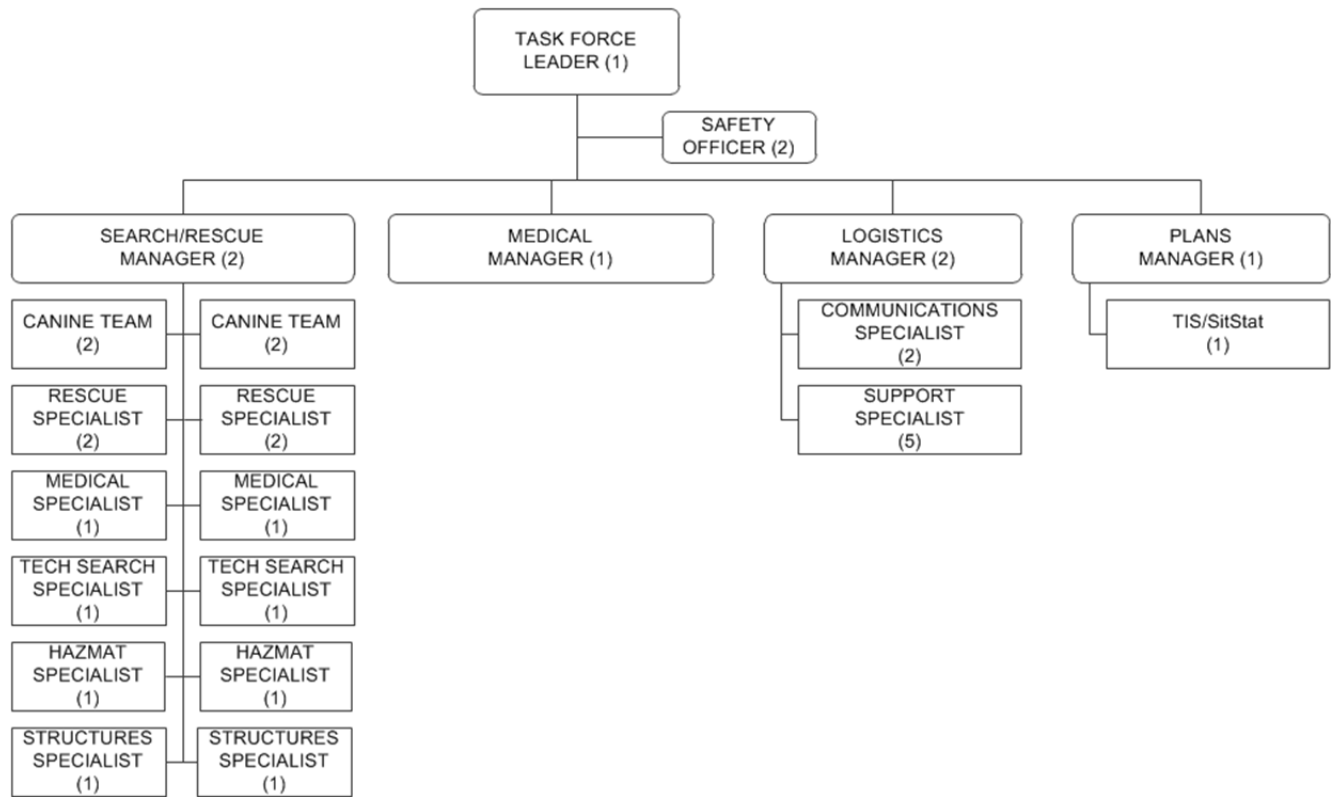 TASK FORCE
LEADER (1)
SAFETY
OFFICER (2)
SEARCH/RESCUE
MANAGER (2)
MEDICAL
MANAGER (1)
LOGISTICS
MANAGER (2)
PLANS
MANAGER (1)
CANINE TEAM
(2)
CANINE TEAM
(2)
RESCUE
SPECIALIST
(2)
RESCUE
SPECIALIST
(2)
MEDICAL
SPECIALIST
(1)
MEDICAL
SPECIALIST
(1)
TECH SEARCH
SPECIALIST
(1)
TECH SEARCH
SPECIALIST
(1)
HAZMAT
SPECIALIST
(1)
HAZMAT
SPECIALIST
(1)
STRUCTURES
SPECIALIST
(1)
STRUCTURES
SPECIALIST
(1)
COMMUNICATIONS
SPECIALIST
(2)
SUPPORT
SPECIALIST
(5)
TIS/SitStat
(1)